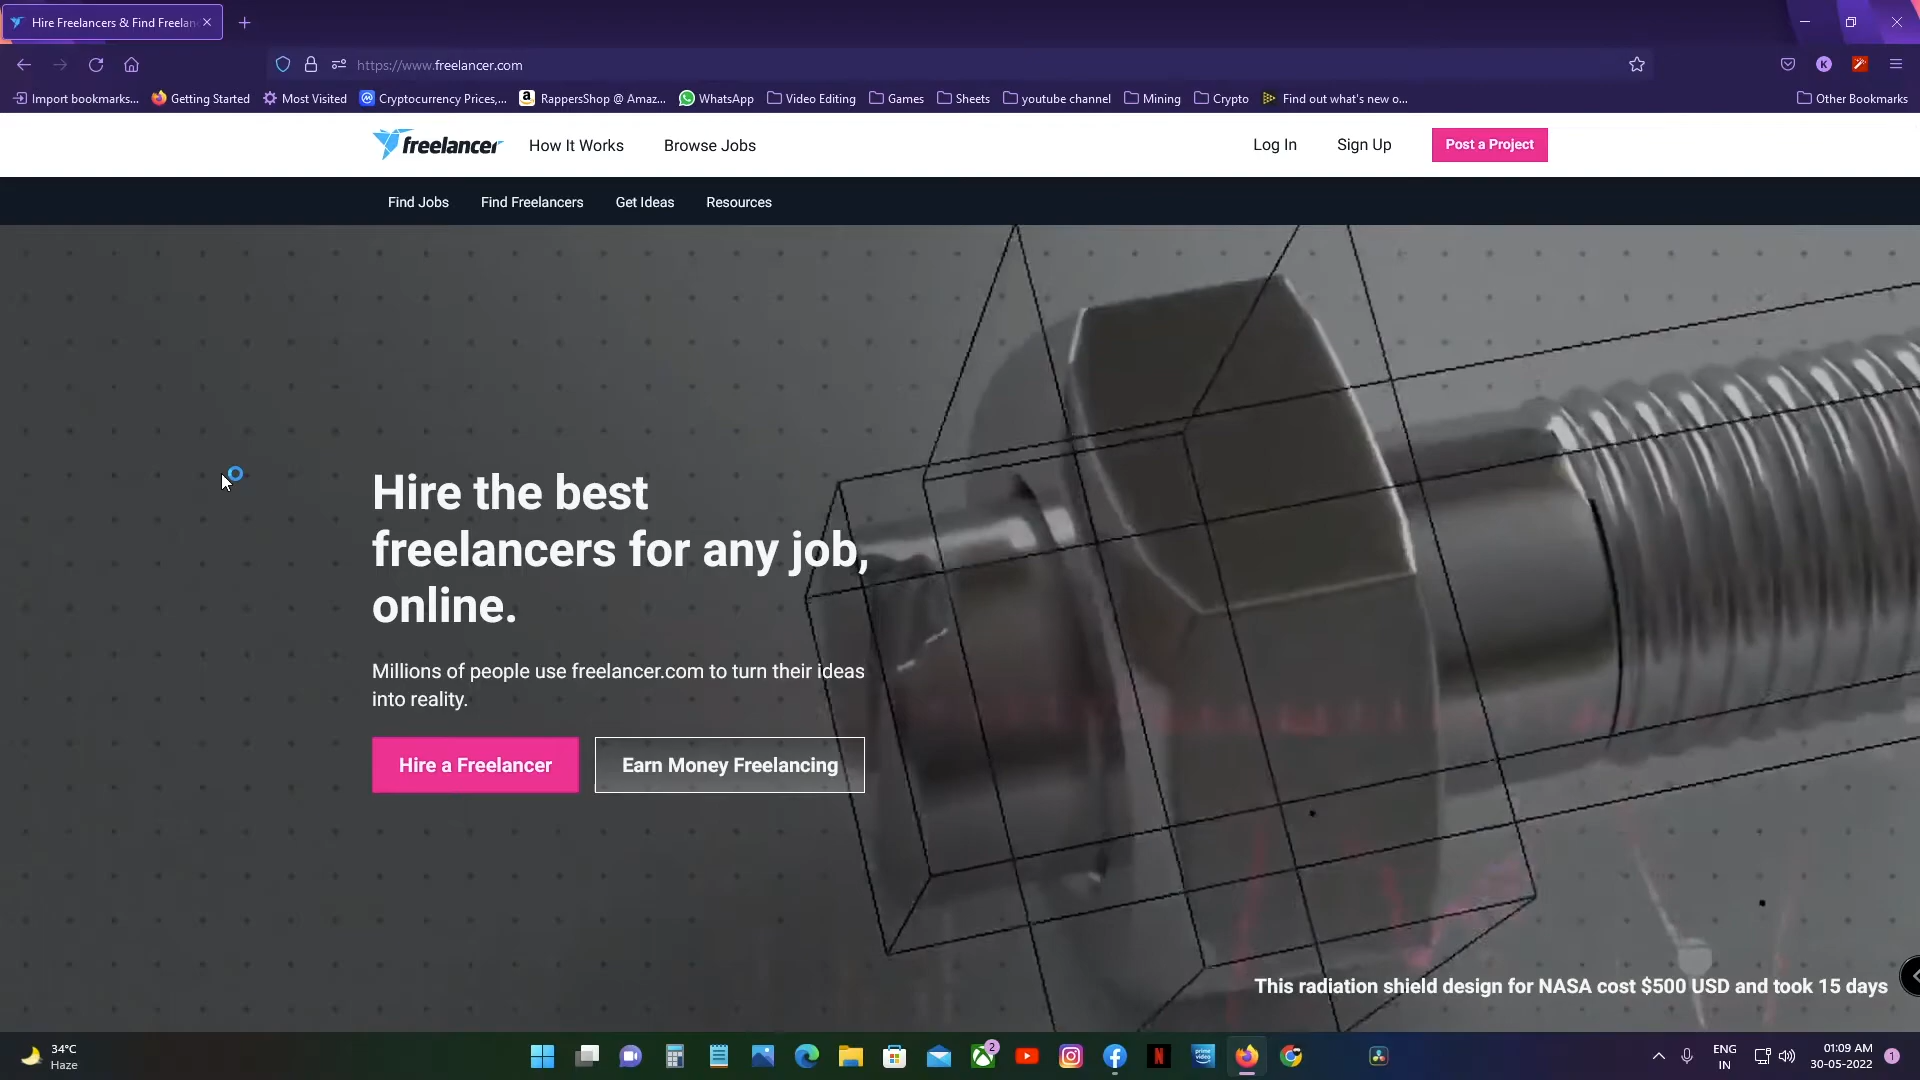 Hire Freelancers & Find Freelan
https://www.freelancer.com
K
Import bookmarks...
Getting Started
Most Visited
Cryptocurrency Prices,...
RappersShop @ Amaz...
WhatsApp
Video Editing
Games
Sheets
youtube channel
Mining
Crypto
Find out what's new o...
Other Bookmarks
freelancer
How It Works
Browse Jobs
Log In
Sign Up
Post a Project
Find Jobs
Find Freelancers
Get Ideas
Resources
Hire the best
freelancers for any job,
online.
Millions of people use freelancer.com to turn their ideas
into reality.
Hire a Freelancer
Earn Money Freelancing
This radiation shield design for NASA cost $500 USD and took 15 days
34°C
Haze
2
prime video
ENG
IN
01:09 AM
30-05-2022
1